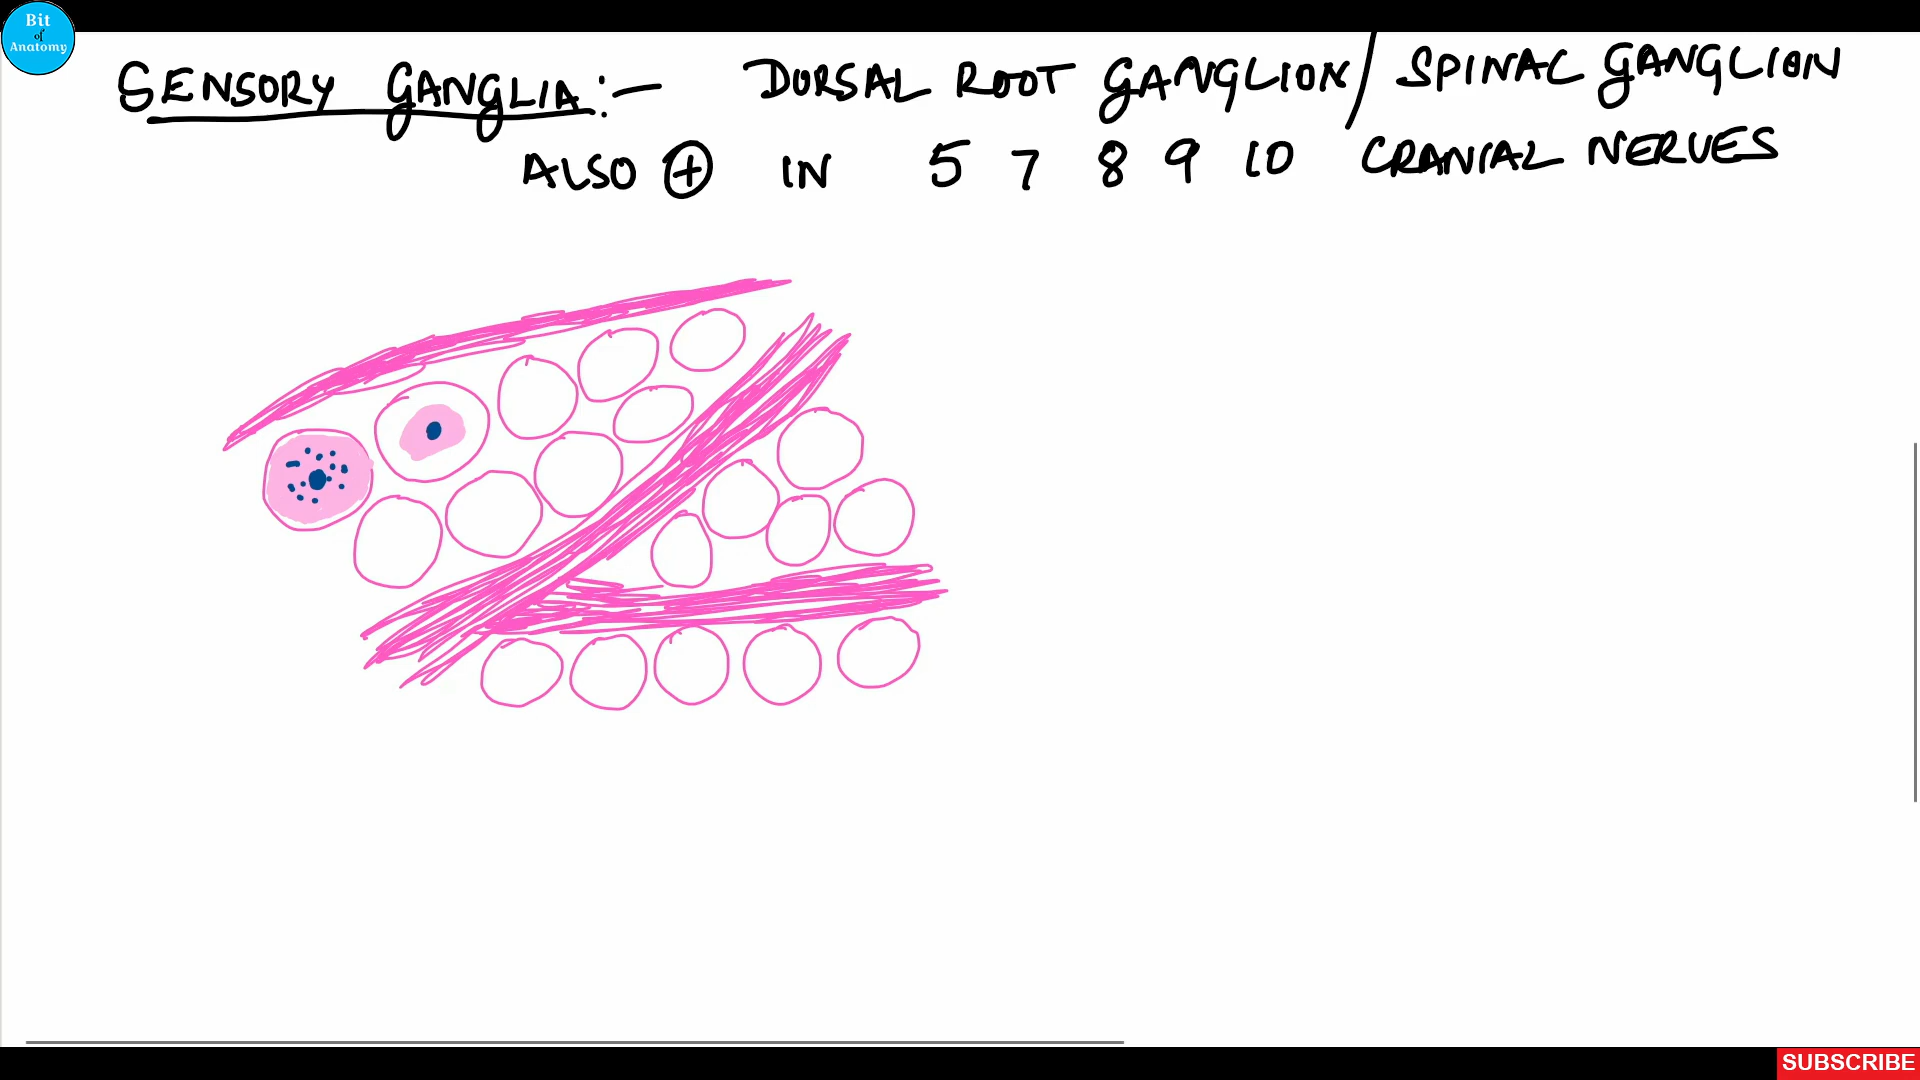 Bit
of
Anatomy
SENSORY GANGLIA :- DORSAL ROOT GANGLION / SPINAL GANGLION
ALSO ⊕ IN 5 7 8 9 10 CRANIAL NERVES
SUBSCRIBE